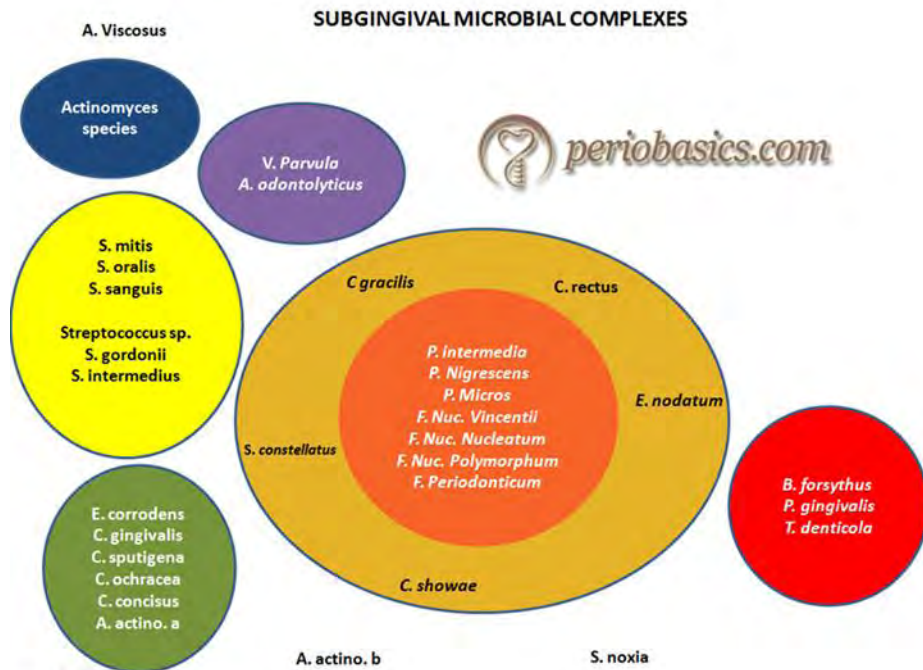 SUBGINGIVAL MICROBIAL COMPLEXES
A. Viscosus
Actinomyces
species
V. Parvula
A. odontolyticus
periobasics.com
S. mitis
S. oralis
S. sanguis
Streptococcus sp.
S. gordonii
S. intermedius
C gracilis
C. rectus
P. intermedia
P. Nigrescens
P. Micros
F. Nuc. Vincentii
F. Nuc. Nucleatum
F. Nuc. Polymorphum
F. Periodonticum
E. nodatum
S. constellatus
C. showae
B. forsythus
P. gingivalis
T. denticola
E. corrodens
C. gingivalis
C. sputigena
C. ochracea
C. concisus
A. actino. a
A. actino. b
S. noxia